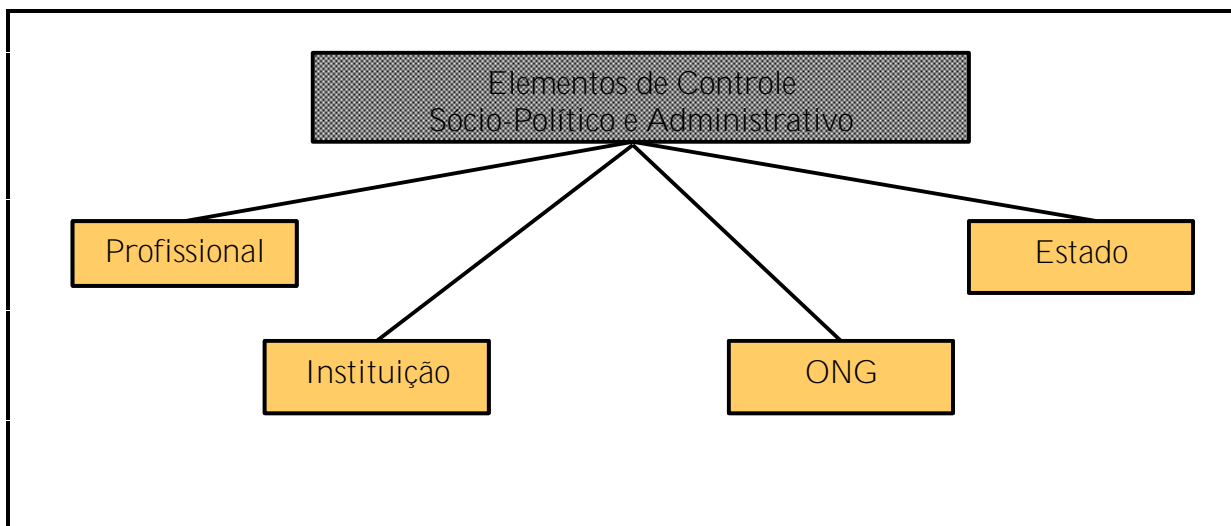 Elementos de Controle
Sócio-Político e Administrativo
Profissional
Estado
Instituição
ONG